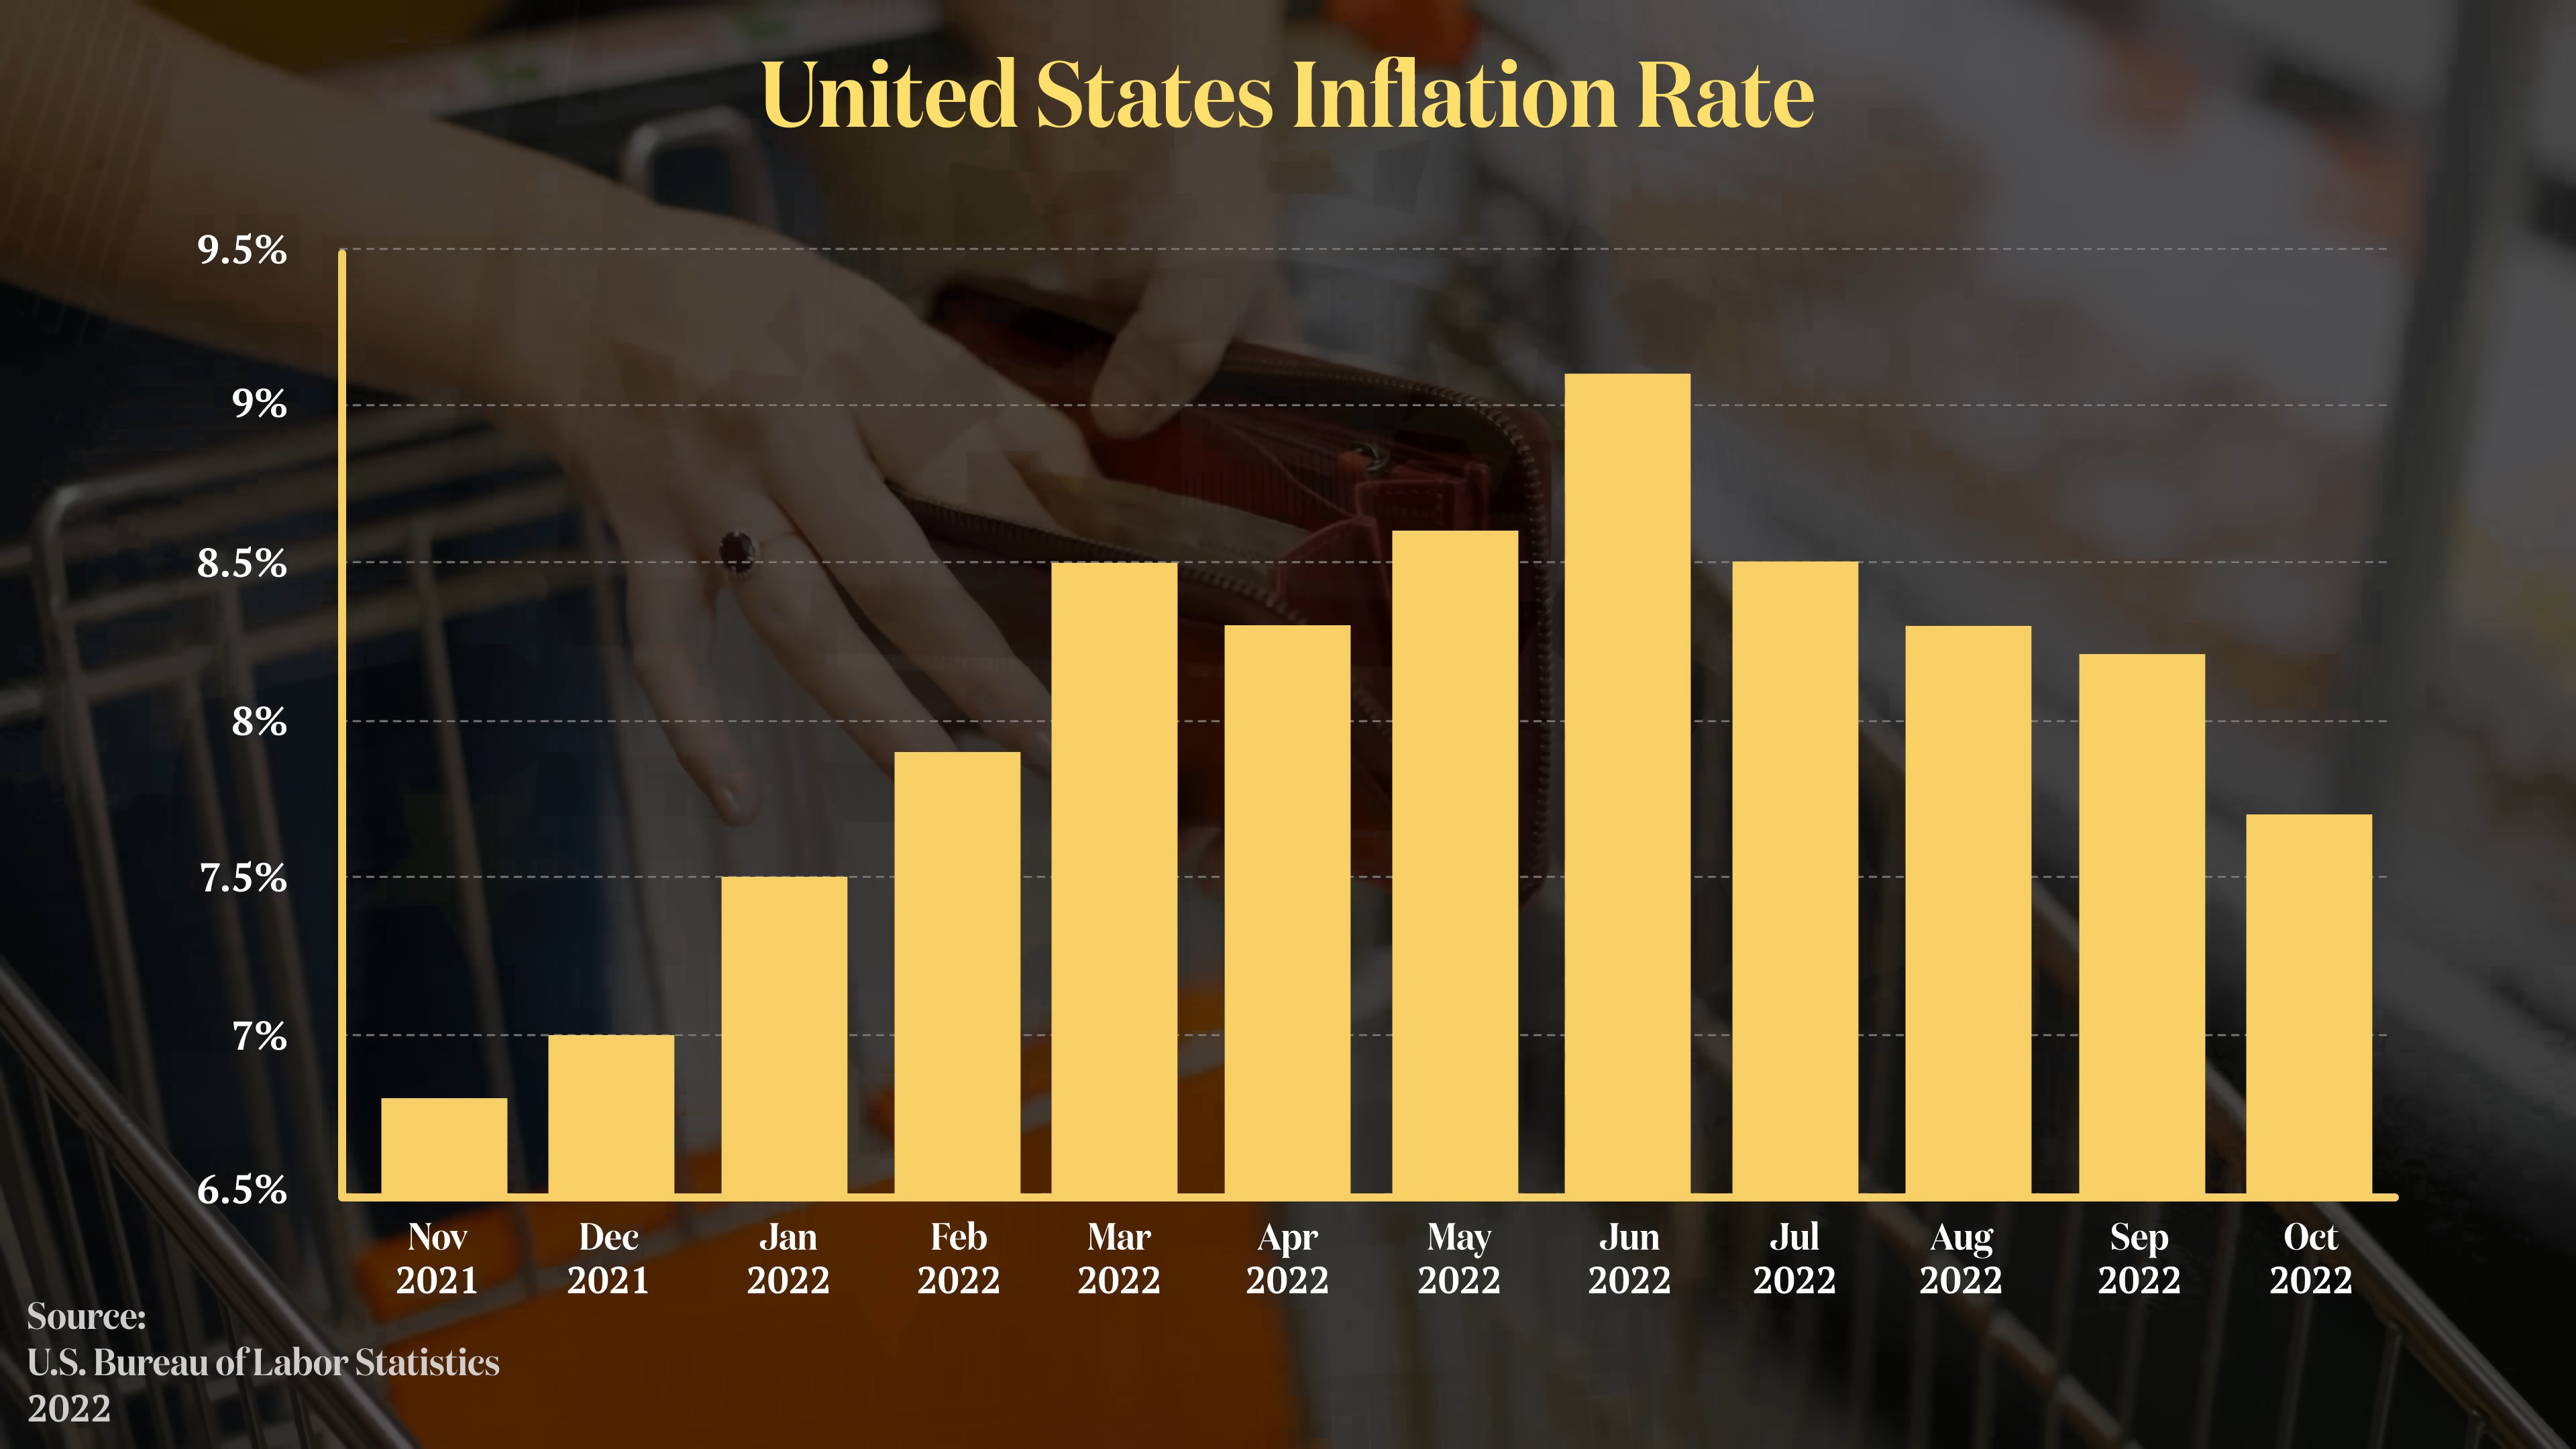 United States Inflation Rate
9.5%
9%
8.5%
8%
7.5%
7%
6.5%
Nov Dec Jan Feb Mar Apr May Jun Jul Aug Sep Oct
2021 2021 2022 2022 2022 2022 2022 2022 2022 2022 2022 2022
Source:
U.S. Bureau of Labor Statistics
2022